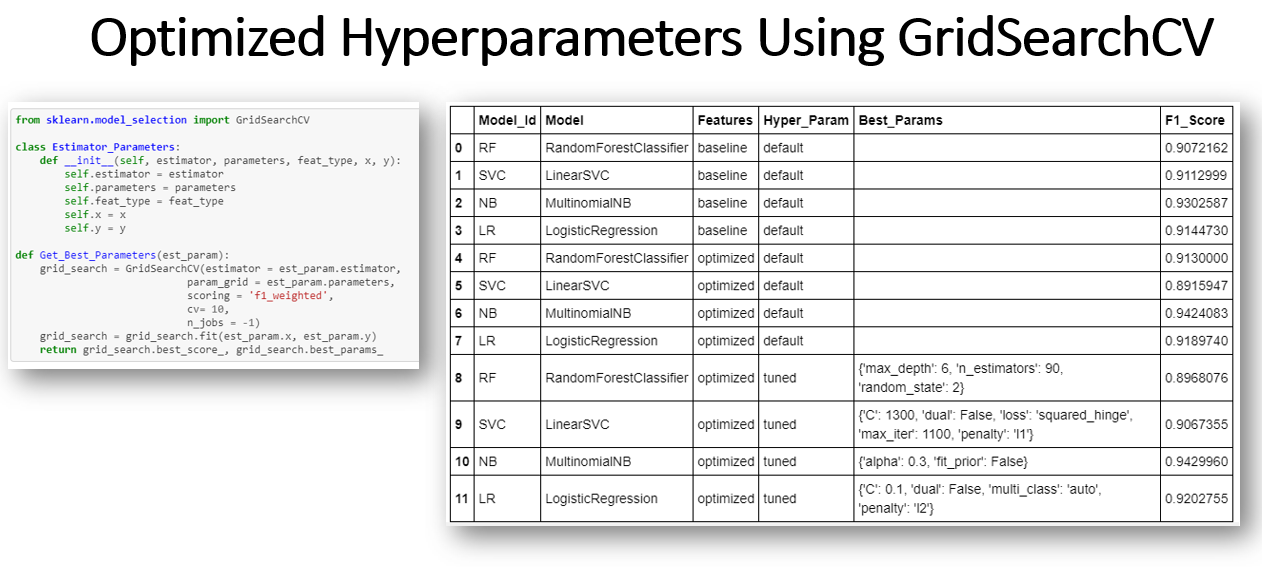 Optimized Hyperparameters Using GridSearchCV
from sklearn.model_selection import GridSearchCV
class Estimator_Parameters:
def __init__(self, estimator, parameters, feat_type, x, y):
self.estimator = estimator
self.parameters = parameters
self.feat_type = feat_type
self.x = x
self.y = y
def Get_Best_Parameters(est_param):
grid_search = GridSearchCV(estimator = est_param.estimator,
param_grid = est_param.parameters,
scoring = 'f1_weighted',
cv= 10,
n_jobs = -1)
grid_search = grid_search.fit(est_param.x, est_param.y)
return grid_search.best_score_, grid_search.best_params_
Model_Id Model Features Hyper_Param Best_Params F1_Score
0 RF RandomForestClassifier baseline default 0.9072162
1 SVC LinearSVC baseline default 0.9112999
2 NB MultinomialNB baseline default 0.9302587
3 LR LogisticRegression baseline default 0.9144730
4 RF RandomForestClassifier optimized default 0.9130000
5 SVC LinearSVC optimized default 0.8915947
6 NB MultinomialNB optimized default 0.9424083
7 LR LogisticRegression optimized default 0.9189740
8 RF RandomForestClassifier optimized tuned {'max_depth': 6, 'n_estimators': 90,
'random_state': 2} 0.8968076
9 SVC LinearSVC optimized tuned {'C': 1300, 'dual': False, 'loss': 'squared_hinge',
'max_iter': 1100, 'penalty': 'l1'} 0.9067355
10 NB MultinomialNB optimized tuned {'alpha': 0.3, 'fit_prior': False} 0.9429960
11 LR LogisticRegression optimized tuned {'C': 0.1, 'dual': False, 'multi_class': 'auto',
'penalty': 'l2'} 0.9202755